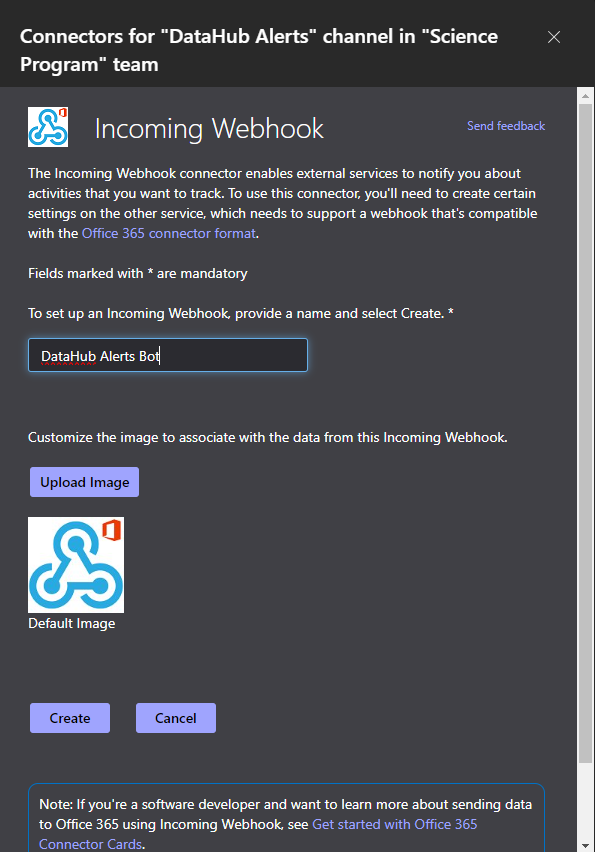 Connectors for "DataHub Alerts" channel in "Science
Program" team
Incoming Webhook
Send feedback
The Incoming Webhook connector enables external services to notify you about
activities that you want to track. To use this connector, you'll need to create certain
settings on the other service, which needs to support a webhook that's compatible
with the Office 365 connector format.
Fields marked with * are mandatory
To set up an Incoming Webhook, provide a name and select Create. *
DataHub Alerts Bot
Customize the image to associate with the data from this Incoming Webhook.
Upload Image
Default Image
Create
Cancel
Note: If you're a software developer and want to learn more about sending data
to Office 365 using Incoming Webhook, see Get started with Office 365
Connector Cards.